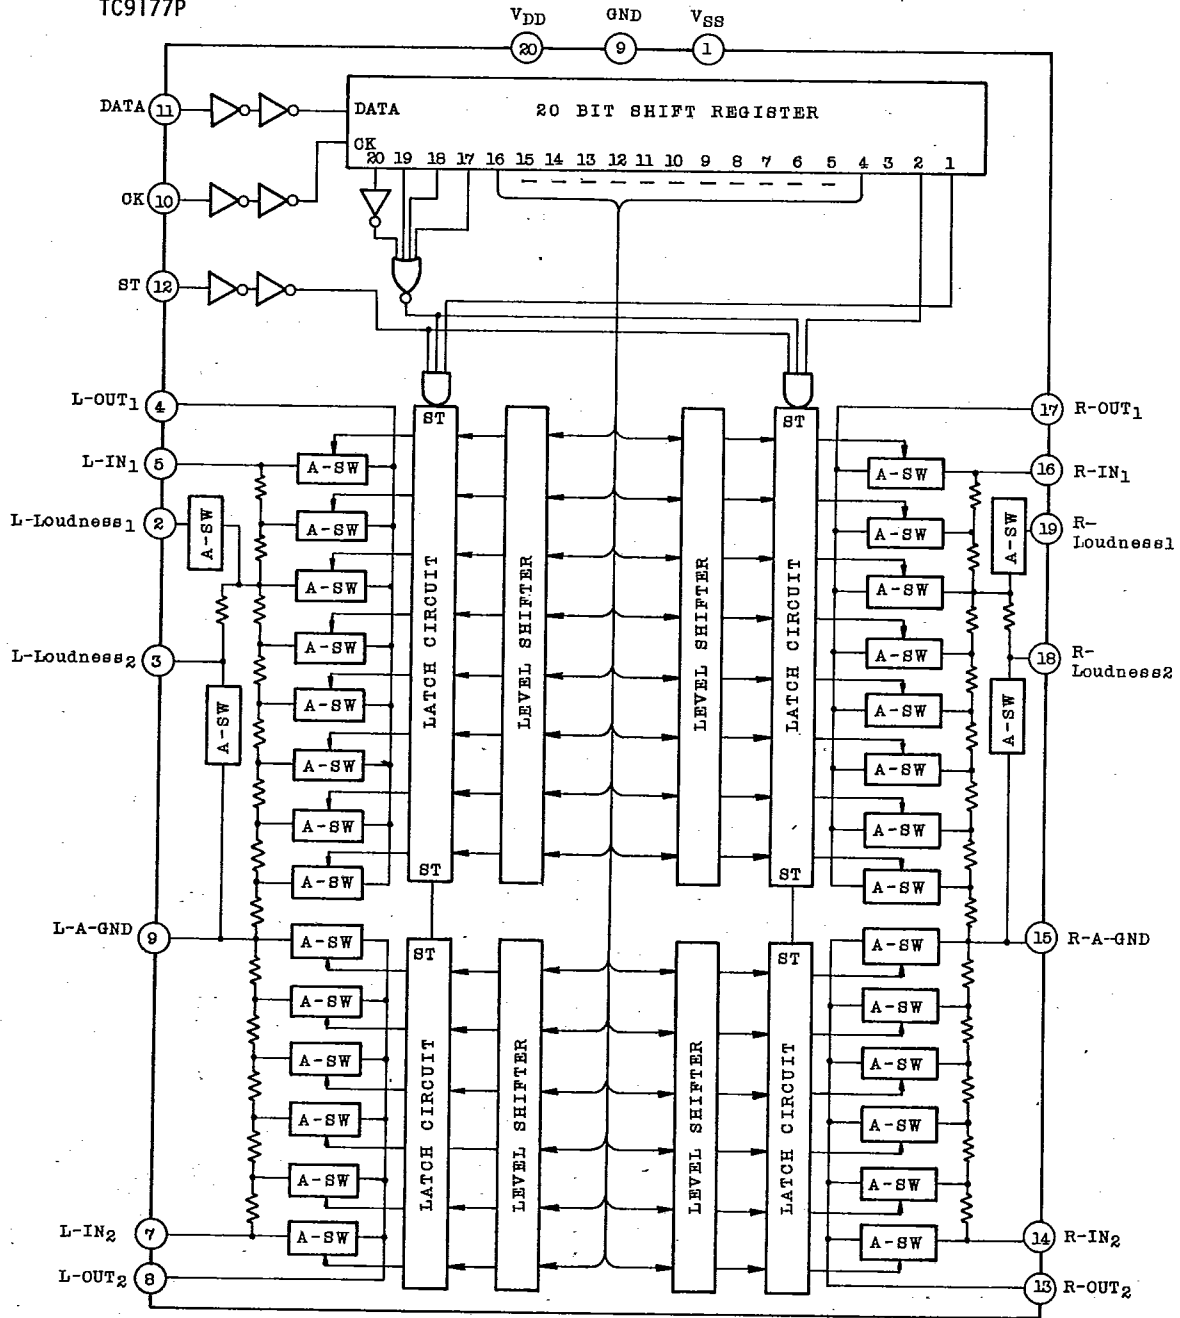 TC9177P
VDD GND VSS
20 9 1
DATA 11 DATA 20 BIT SHIFT REGISTER
CK
20 19 18 17 16 15 14 13 12 11 10 9 8 7 6 5 4 3 2 1
CK 10
ST 12
L-OUT1 4 ST ST 17 R-OUT1
L-IN1 5 A-SW A-SW 16 R-IN1
L-Loudness1 2 A-SW A-SW A-SW A-SW 19 R-Loudness1
A-SW A-SW
A-SW A-SW
L-Loudness2 3 18 R-Loudness2
LATCH CIRCUIT LEVEL SHIFTER LEVEL SHIFTER LATCH CIRCUIT
A-SW A-SW A-SW A-SW
A-SW A-SW
A-SW A-SW
A-SW A-SW
ST ST
L-A-GND 9 A-SW A-SW 15 R-A-GND
ST ST
A-SW A-SW
A-SW A-SW
LATCH CIRCUIT LEVEL SHIFTER LEVEL SHIFTER LATCH CIRCUIT
A-SW A-SW
A-SW A-SW
L-IN2 7 A-SW A-SW 14 R-IN2
L-OUT2 8 13 R-OUT2